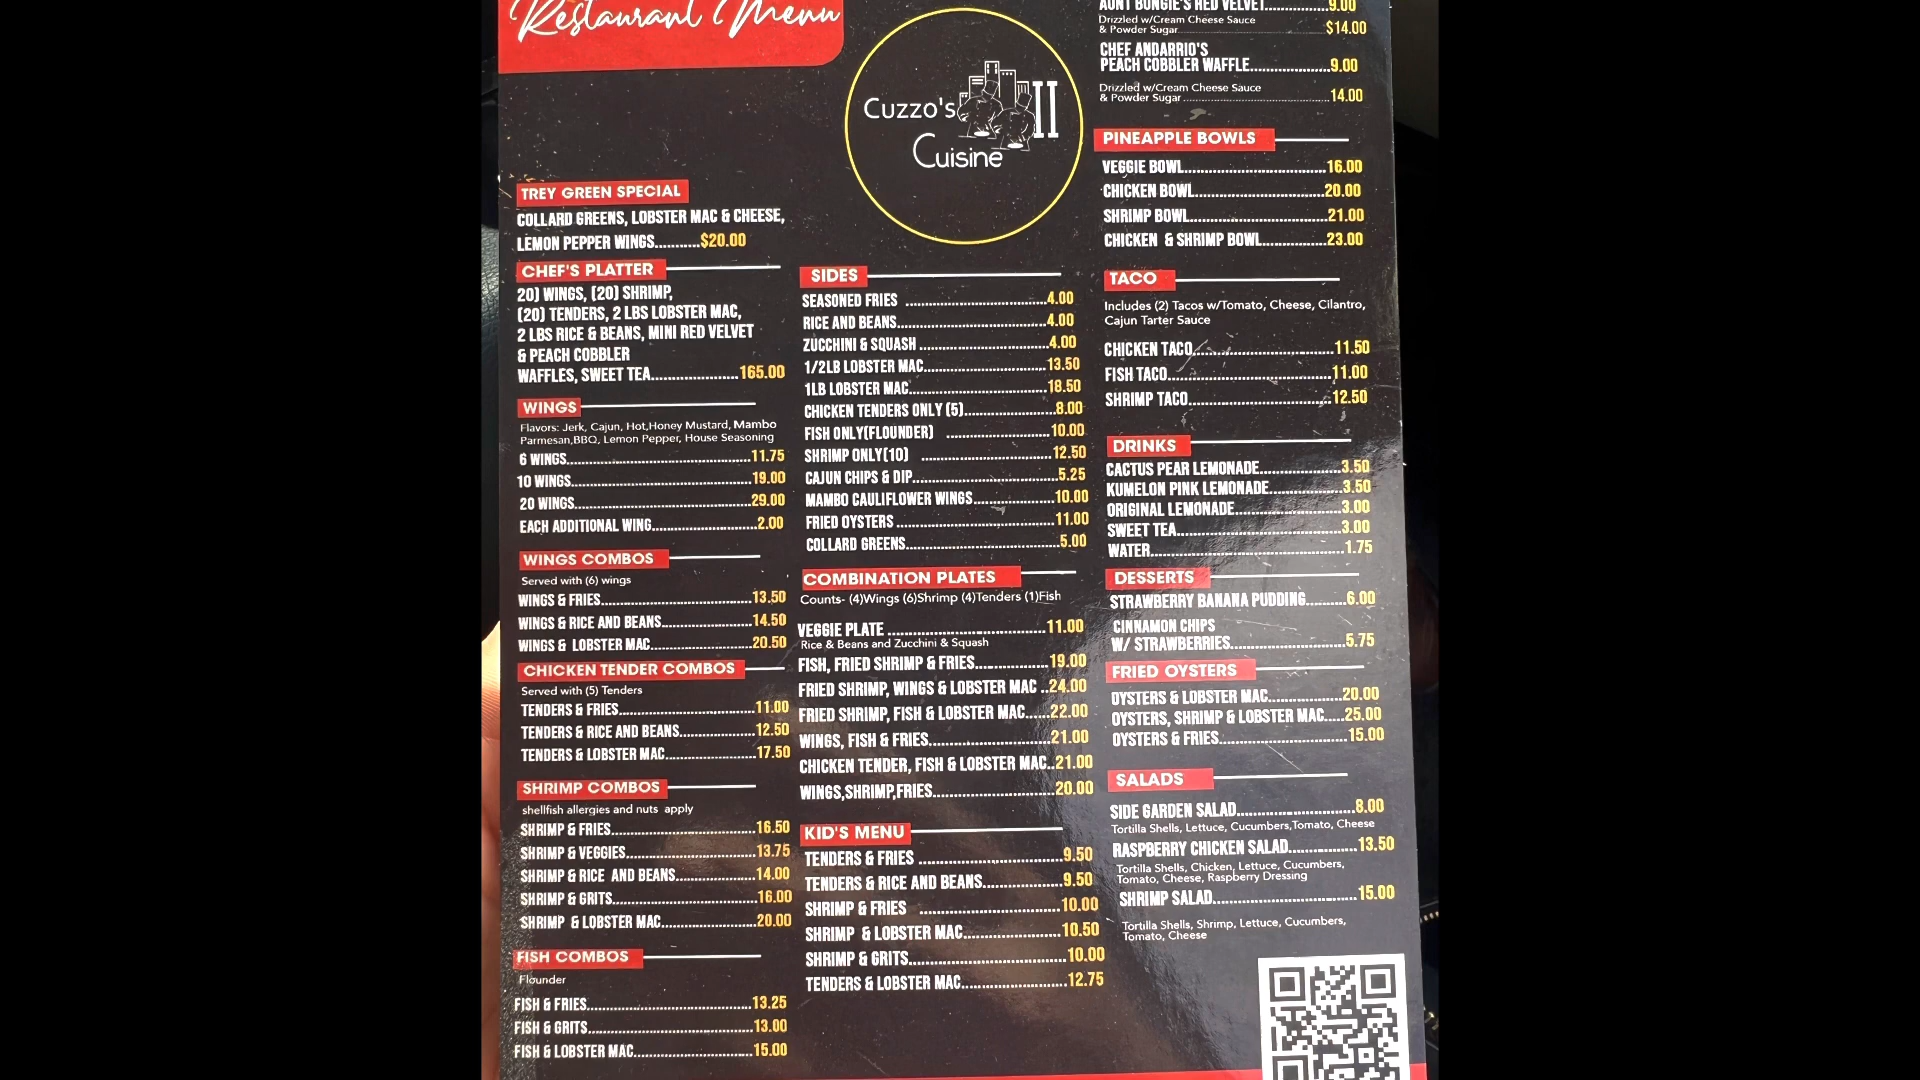 Restaurant Menu
Cuzzo's II
Cuisine
TREY GREEN SPECIAL
COLLARD GREENS, LOBSTER MAC & CHEESE,
LEMON PEPPER WINGS...........$20.00
CHEF'S PLATTER
20) WINGS, (20) SHRIMP,
(20) TENDERS, 2 LBS LOBSTER MAC,
2 LBS RICE & BEANS, MINI RED VELVET
& PEACH COBBLER
WAFFLES, SWEET TEA......................165.00
WINGS
Flavors: Jerk, Cajun, Hot,Honey Mustard, Mambo
Parmesan,BBQ, Lemon Pepper, House Seasoning
6 WINGS..............................................11.75
10 WINGS.............................................19.00
20 WINGS............................................29.00
EACH ADDITIONAL WING..........................2.00
WINGS COMBOS
Served with (6) wings
WINGS & FRIES......................................13.50
WINGS & RICE AND BEANS.......................14.50
WINGS & LOBSTER MAC.........................20.50
CHICKEN TENDER COMBOS
Served with (5) Tenders
TENDERS & FRIES..................................11.00
TENDERS & RICE AND BEANS...................12.50
TENDERS & LOBSTER MAC.......................17.50
SHRIMP COMBOS
shellfish allergies and nuts apply
SHRIMP & FRIES....................................16.50
SHRIMP & VEGGIES................................13.75
SHRIMP & RICE AND BEANS....................14.00
SHRIMP & GRITS....................................16.00
SHRIMP & LOBSTER MAC.......................20.00
FISH COMBOS
Flounder
FISH & FRIES.........................................13.25
FISH & GRITS.........................................13.00
FISH & LOBSTER MAC.............................15.00
SIDES
SEASONED FRIES ...................................4.00
RICE AND BEANS.....................................4.00
ZUCCHINI & SQUASH ................................4.00
1/2LB LOBSTER MAC..............................13.50
1LB LOBSTER MAC.................................18.50
CHICKEN TENDERS ONLY (5).......................8.00
FISH ONLY(FLOUNDER) ..........................10.00
SHRIMP ONLY(10) ................................12.50
CAJUN CHIPS & DIP...................................5.25
MAMBO CAULIFLOWER WINGS....................10.00
FRIED OYSTERS .......................................11.00
COLLARD GREENS......................................5.00
COMBINATION PLATES
Counts- (4)Wings (6)Shrimp (4)Tenders (1)Fish
VEGGIE PLATE .......................................11.00
Rice & Beans and Zucchini & Squash
FISH, FRIED SHRIMP & FRIES..................19.00
FRIED SHRIMP, WINGS & LOBSTER MAC ..24.00
FRIED SHRIMP, FISH & LOBSTER MAC......22.00
WINGS, FISH & FRIES.............................21.00
CHICKEN TENDER, FISH & LOBSTER MAC..21.00
WINGS,SHRIMP,FRIES.............................20.00
KID'S MENU
TENDERS & FRIES ...................................9.50
TENDERS & RICE AND BEANS....................9.50
SHRIMP & FRIES ..................................10.00
SHRIMP & LOBSTER MAC........................10.50
SHRIMP & GRITS......................................10.00
TENDERS & LOBSTER MAC..........................12.75
AUNT BUNGIE'S RED VELVET...............9.00
Drizzled w/Cream Cheese Sauce
& Powder Sugar..................................$14.00
CHEF ANDARRIO'S
PEACH COBBLER WAFFLE...................9.00
Drizzled w/Cream Cheese Sauce
& Powder Sugar..................................14.00
PINEAPPLE BOWLS
VEGGIE BOWL...................................16.00
CHICKEN BOWL................................20.00
SHRIMP BOWL.................................21.00
CHICKEN & SHRIMP BOWL...............23.00
TACO
Includes (2) Tacos w/Tomato, Cheese, Cilantro,
Cajun Tarter Sauce
CHICKEN TACO..................................11.50
FISH TACO........................................11.00
SHRIMP TACO...................................12.50
DRINKS
CACTUS PEAR LEMONADE....................3.50
KUMELON PINK LEMONADE..................3.50
ORIGINAL LEMONADE..........................3.00
SWEET TEA........................................3.00
WATER...............................................1.75
DESSERTS
STRAWBERRY BANANA PUDDING..........6.00
CINNAMON CHIPS
W/ STRAWBERRIES............................5.75
FRIED OYSTERS
OYSTERS & LOBSTER MAC..................20.00
OYSTERS, SHRIMP & LOBSTER MAC.....25.00
OYSTERS & FRIES...............................15.00
SALADS
SIDE GARDEN SALAD.............................8.00
Tortilla Shells, Lettuce, Cucumbers,Tomato, Cheese
RASPBERRY CHICKEN SALAD.................13.50
Tortilla Shells, Chicken, Lettuce, Cucumbers,
Tomato, Cheese, Raspberry Dressing
SHRIMP SALAD....................................15.00
Tortilla Shells, Shrimp, Lettuce, Cucumbers,
Tomato, Cheese